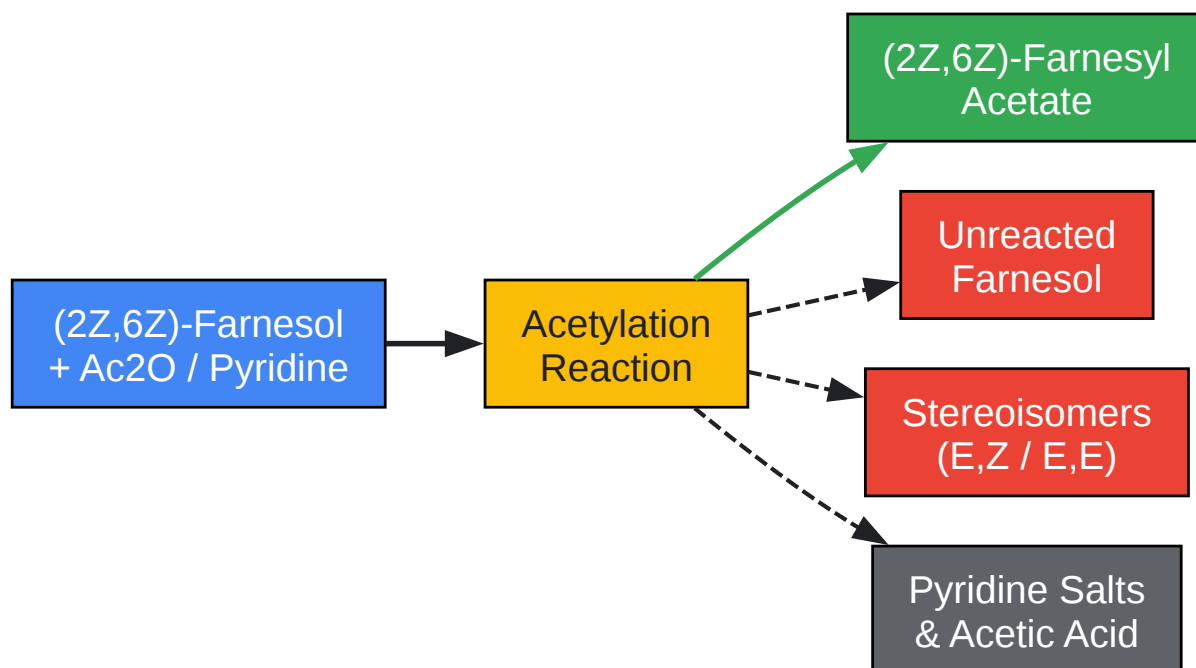 (2Z,6Z)-Farnesyl
Acetate
Unreacted
Farnesol
(2Z,6Z)-Farnesol
+ Ac2O / Pyridine
Acetylation
Reaction
Stereoisomers
(E,Z / E,E)
Pyridine Salts
& Acetic Acid